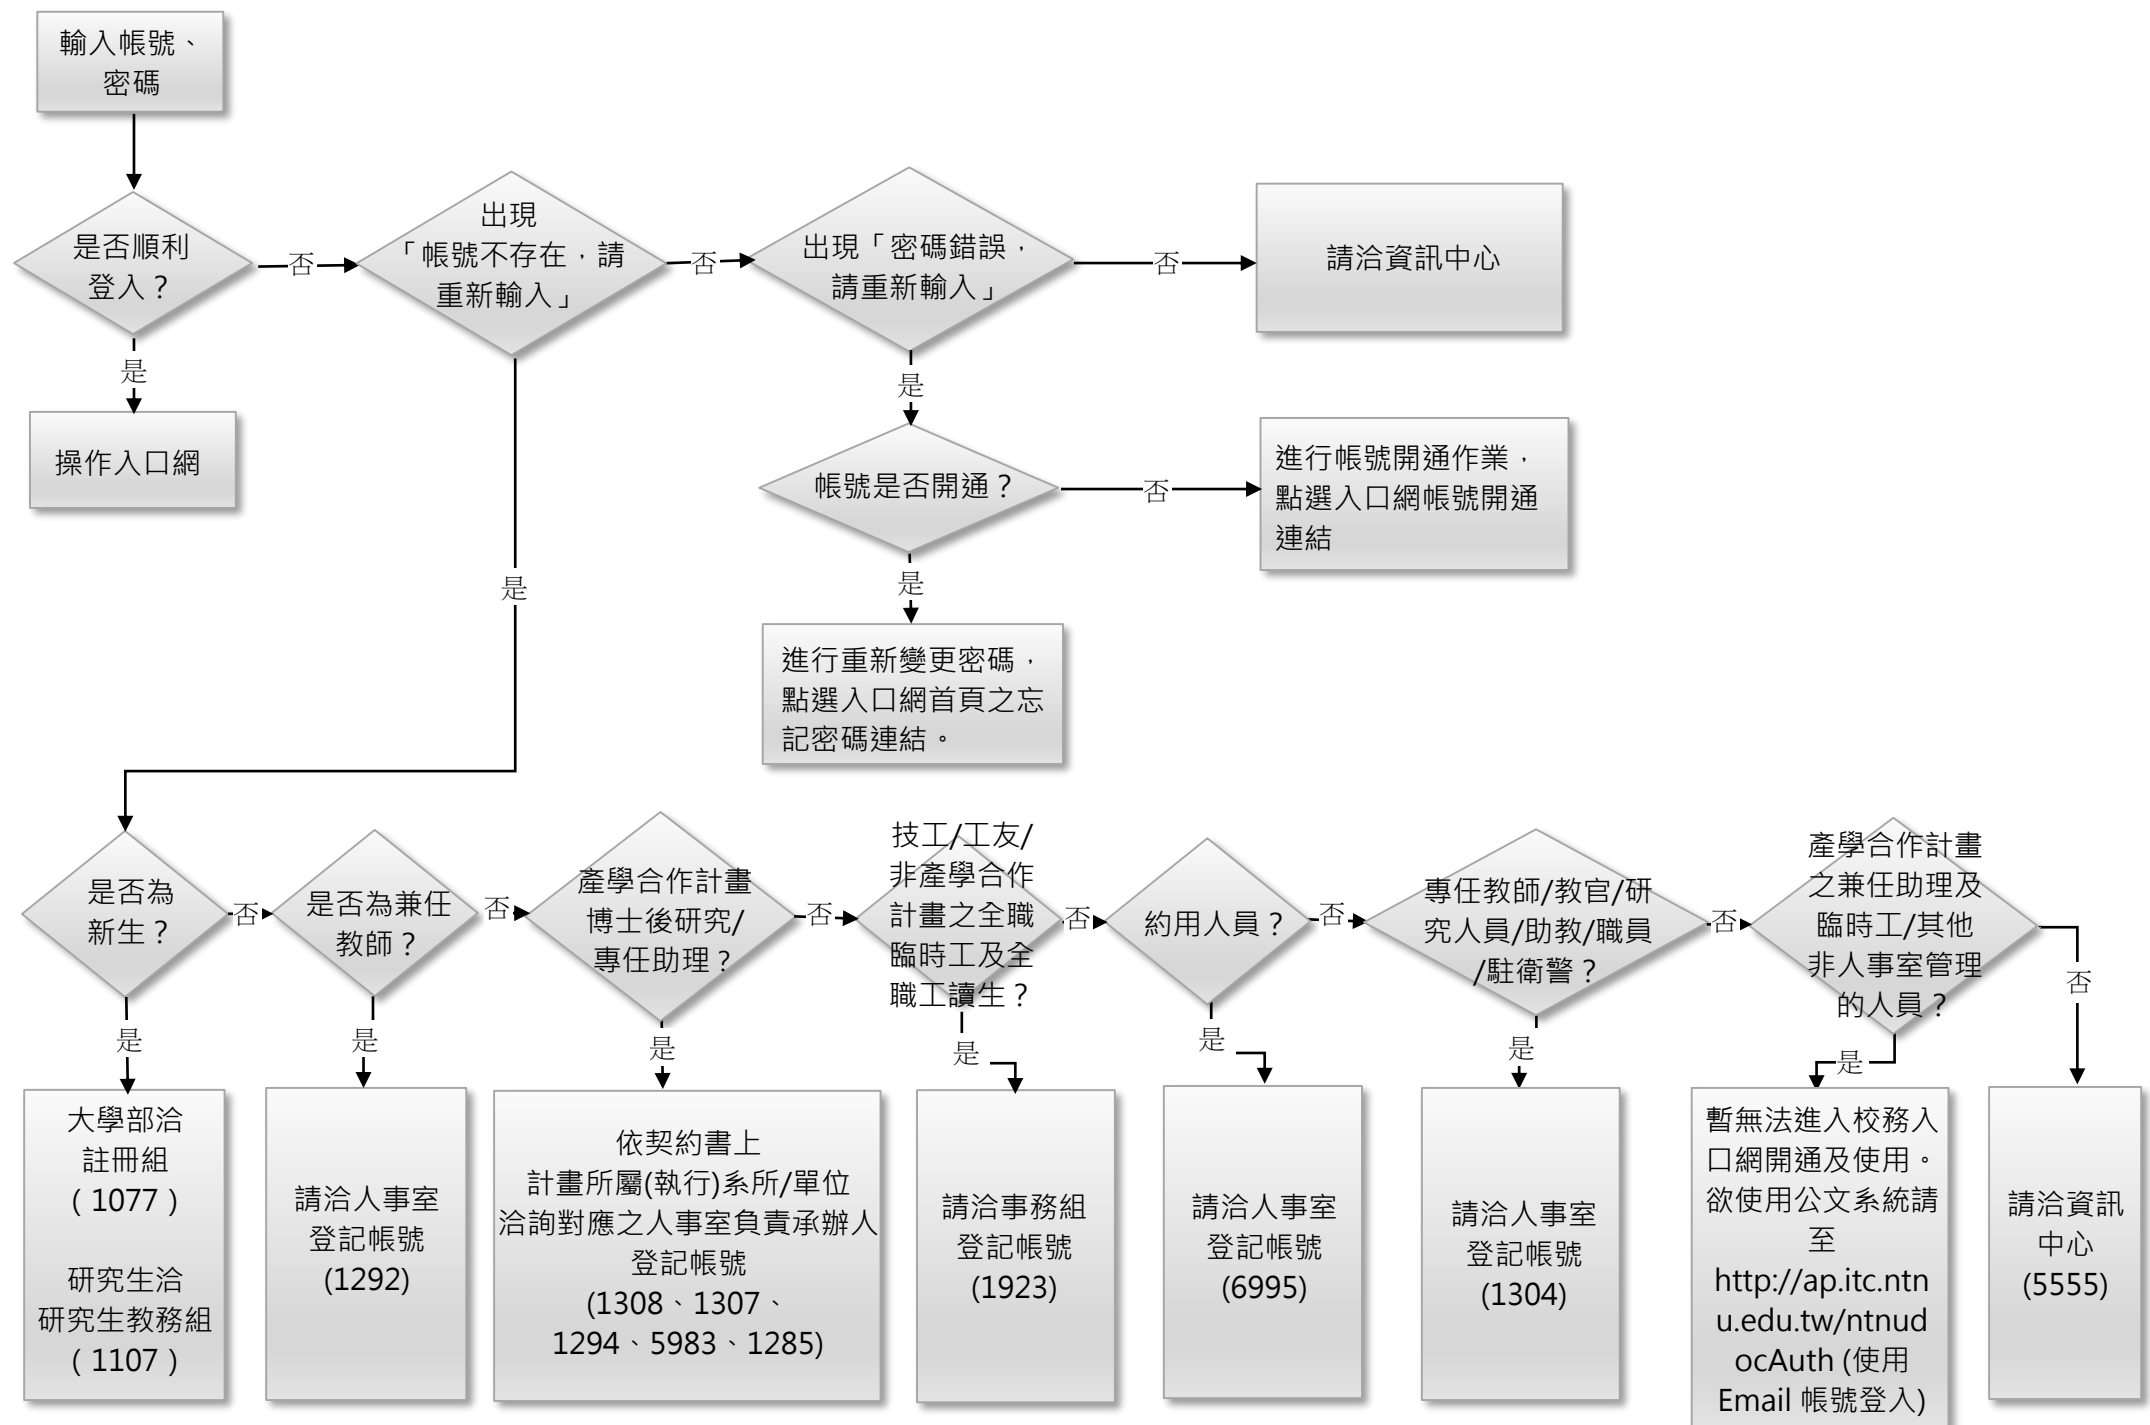 輸入帳號、
密碼
是否順利
登入？
否
出現
「帳號不存在，請
重新輸入」
否
出現「密碼錯誤，
請重新輸入」
否
請洽資訊中心
是
操作入口網
是
帳號是否開通？
否
進行帳號開通作業，
點選入口網帳號開通
連結
是
是
進行重新變更密碼，
點選入口網首頁之忘
記密碼連結。
是否為
新生？
否
是否為兼任
教師？
否
產學合作計畫
博士後研究/
專任助理？
否
技工/工友/
非產學合作
計畫之全職
臨時工及全
職工讀生？
否
約用人員？
否
專任教師/教官/研
究人員/助教/職員
/駐衛警？
否
產學合作計畫
之兼任助理及
臨時工/其他
非人事室管理
的人員？
否
是
是
是
是
是
是
是
大學部洽
註冊組
（1077）
研究生洽
研究生教務組
（1107）
請洽人事室
登記帳號
(1292)
依契約書上
計畫所屬(執行)系所/單位
洽詢對應之人事室負責承辦人
登記帳號
(1308、1307、
1294、5983、1285)
請洽事務組
登記帳號
(1923)
請洽人事室
登記帳號
(6995)
請洽人事室
登記帳號
(1304)
暫無法進入校務入
口網開通及使用。
欲使用公文系統請
至
http://ap.itc.ntn
u.edu.tw/ntnud
ocAuth (使用
Email 帳號登入)
請洽資訊
中心
(5555)